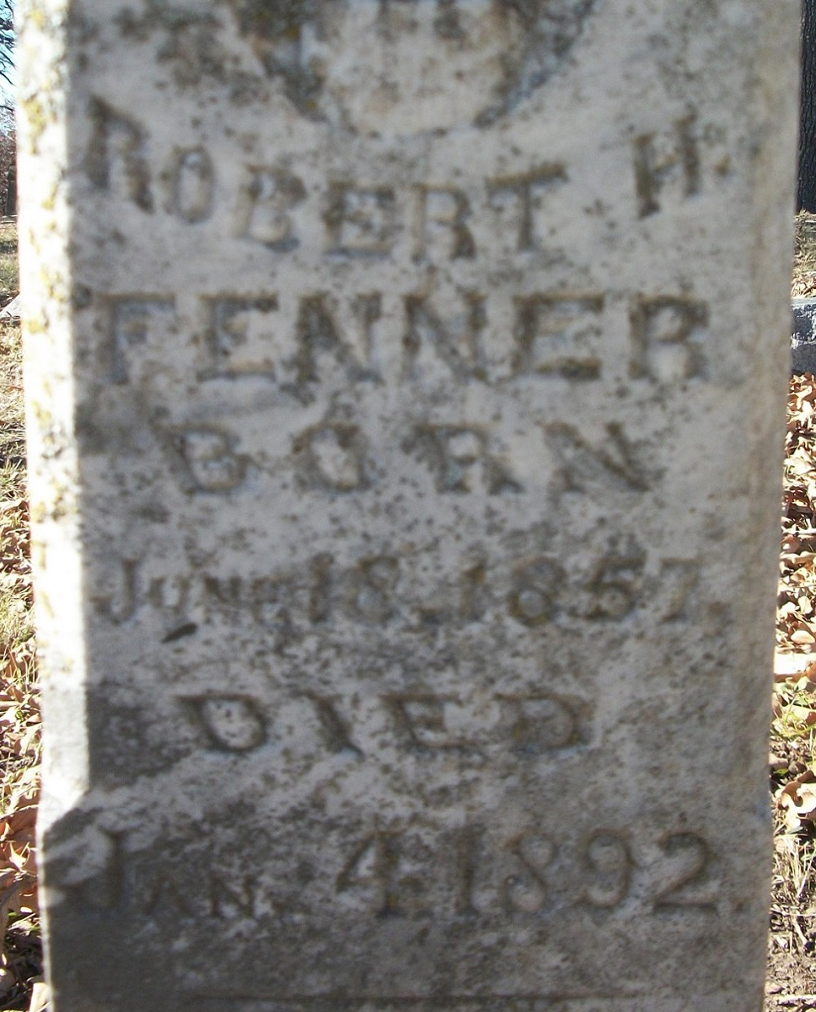 ROBERT H.
FENNER
BORN
JUNE 18, 1857.
DIED
JAN. 4, 1892.